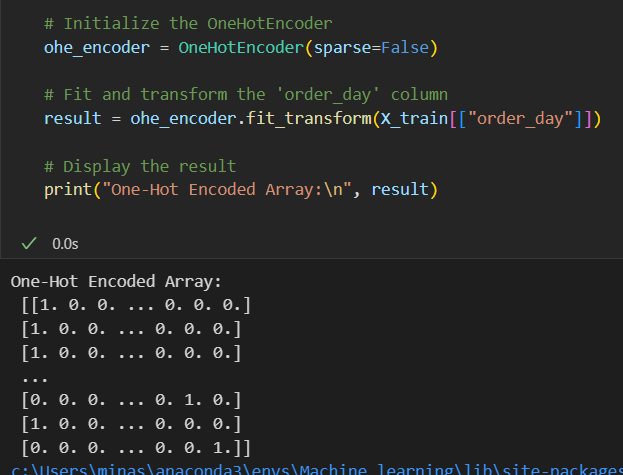 # Initialize the OneHotEncoder
ohe_encoder = OneHotEncoder(sparse=False)
# Fit and transform the 'order_day' column
result = ohe_encoder.fit_transform(X_train[["order_day"]])
# Display the result
print("One-Hot Encoded Array:\n", result)
✓ 0.0s
One-Hot Encoded Array:
[[1. 0. 0. ... 0. 0. 0.]
[1. 0. 0. ... 0. 0. 0.]
[1. 0. 0. ... 0. 0. 0.]
...
[0. 0. 0. ... 0. 1. 0.]
[1. 0. 0. ... 0. 0. 0.]
[0. 0. 0. ... 0. 0. 1.]]
c:\Users\minas\anaconda3\envs\Machine_learning\lib\site-packages